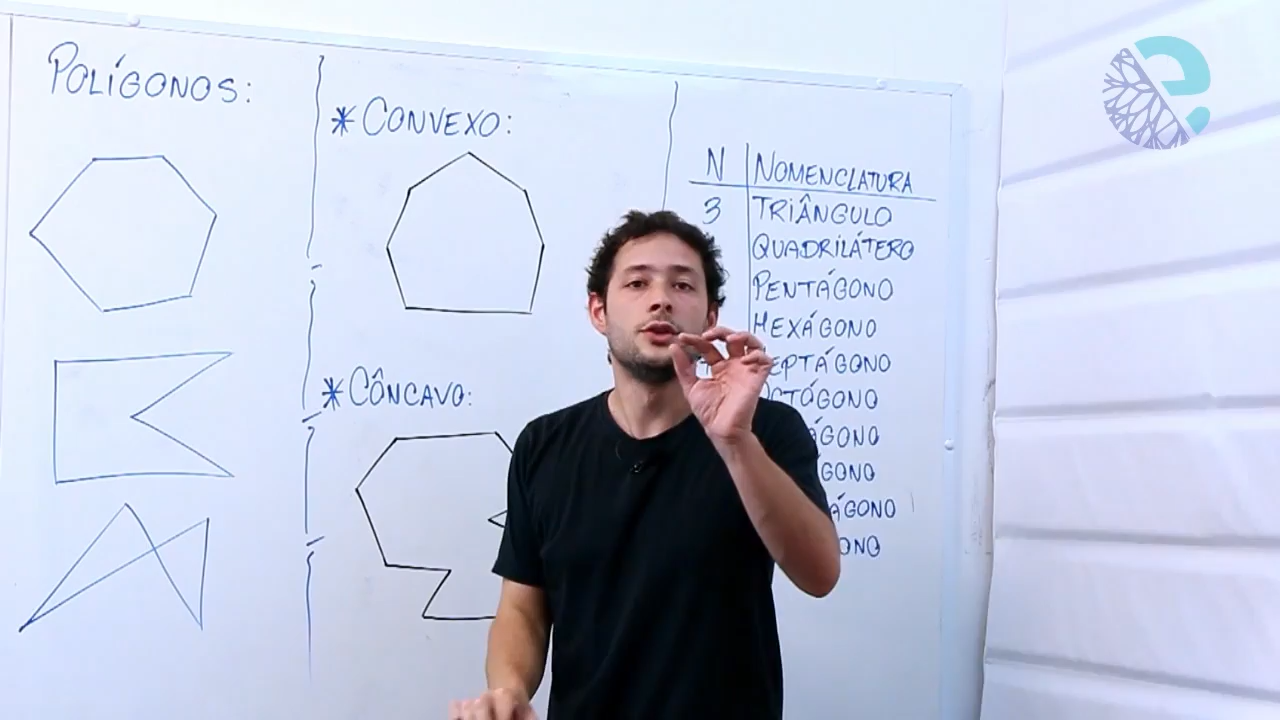 POLÍGONOS:
* CONVEXO:
* CÔNCAVO:
N NOMENCLATURA
3 TRIÂNGULO
QUADRILÁTERO
PENTÁGONO
HEXÁGONO